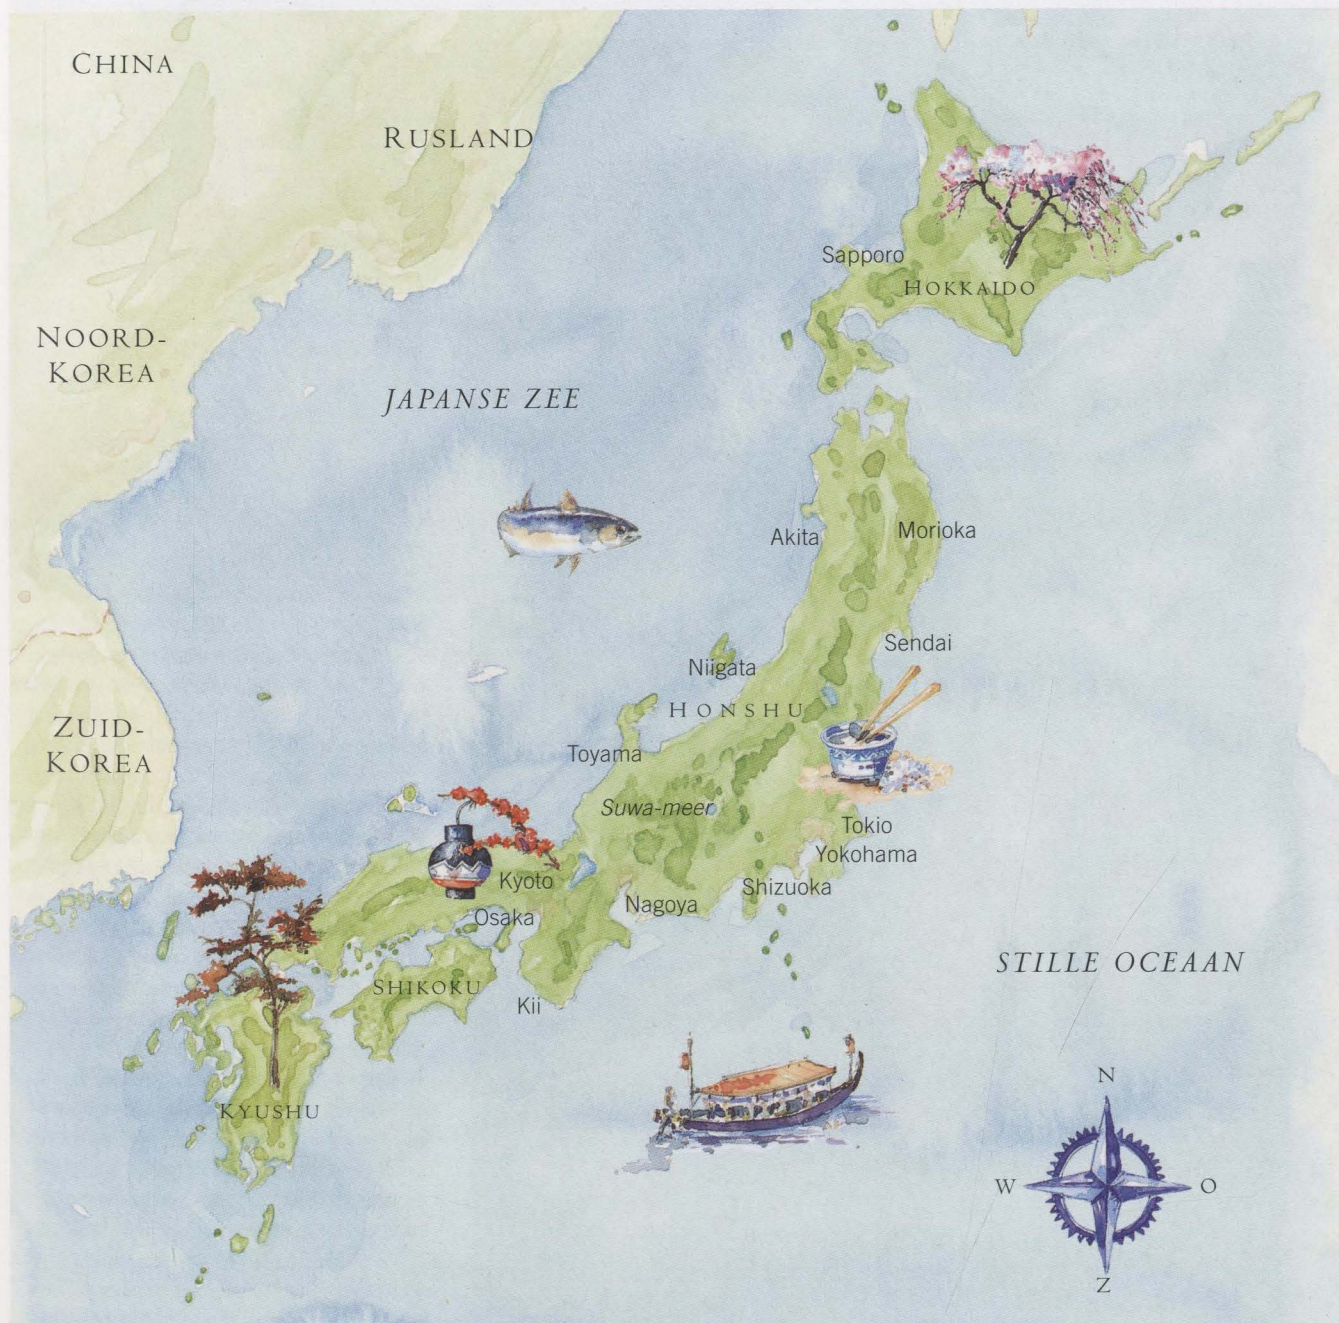 CHINA
RUSLAND
Sapporo
HOKKAIDO
NOORD-
KOREA
JAPANSE ZEE
Akita
Morioka
Sendai
Niigata
HONSHU
ZUID-
KOREA
Toyama
Suwa-meer
Tokio
Yokohama
Kyoto
Shizuoka
Nagoya
Osaka
STILLE OCEAAN
SHIKOKU
Kii
KYUSHU
N
W
O
Z